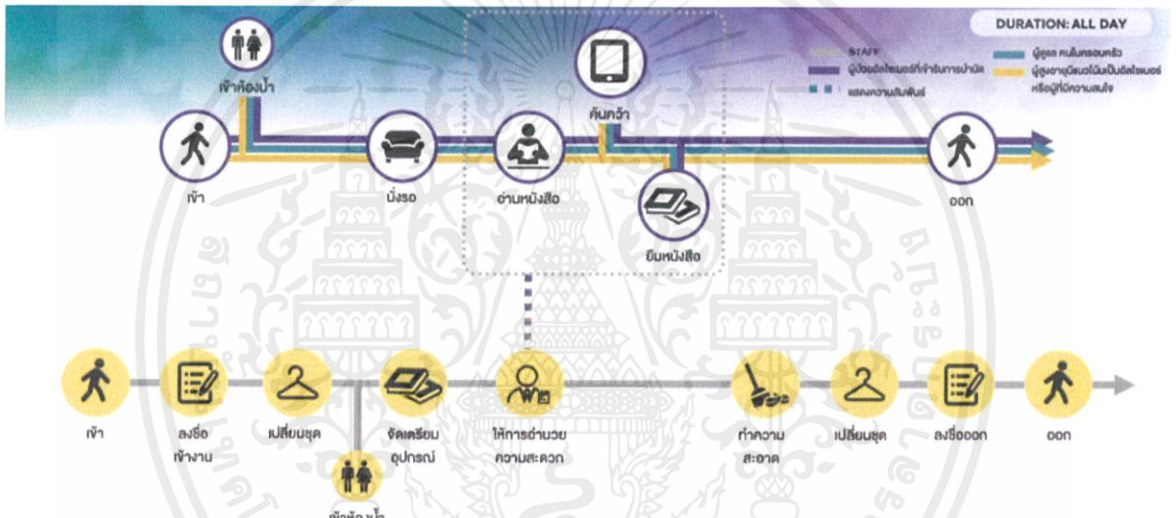 DURATION: ALL DAY
STAFF
ผู้ป่วยอัลไซเมอร์ที่เข้ารับการบำบัด
แสดงความสัมพันธ์
ผู้ดูแล คนในครอบครัว
ผู้สูงอายุมีแนวโน้มเป็นอัลไซเมอร์
หรือผู้ที่มีความสนใจ
เข้าห้องน้ำ
ค้นคว้า
เข้า
นั่งรอ
อ่านหนังสือ
ยืมหนังสือ
ออก
เข้า
ลงชื่อ
เข้างาน
เปลี่ยนชุด
จัดเตรียม
อุปกรณ์
ให้การอำนวย
ความสะดวก
ทำความ
สะอาด
เปลี่ยนชุด
ลงชื่อออก
ออก
เข้าห้องน้ำ